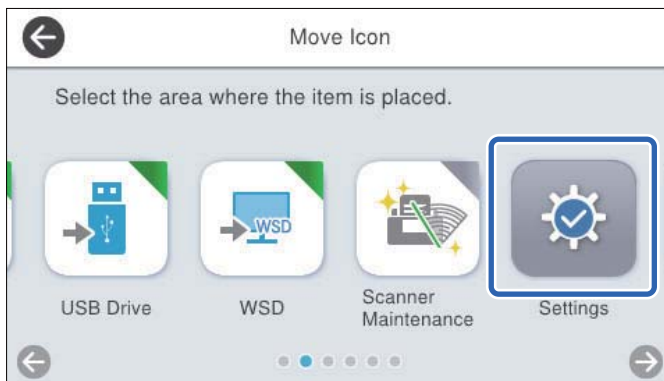 Move Icon
Select the area where the item is placed.
WSD
USB Drive
WSD
Scanner
Maintenance
Settings